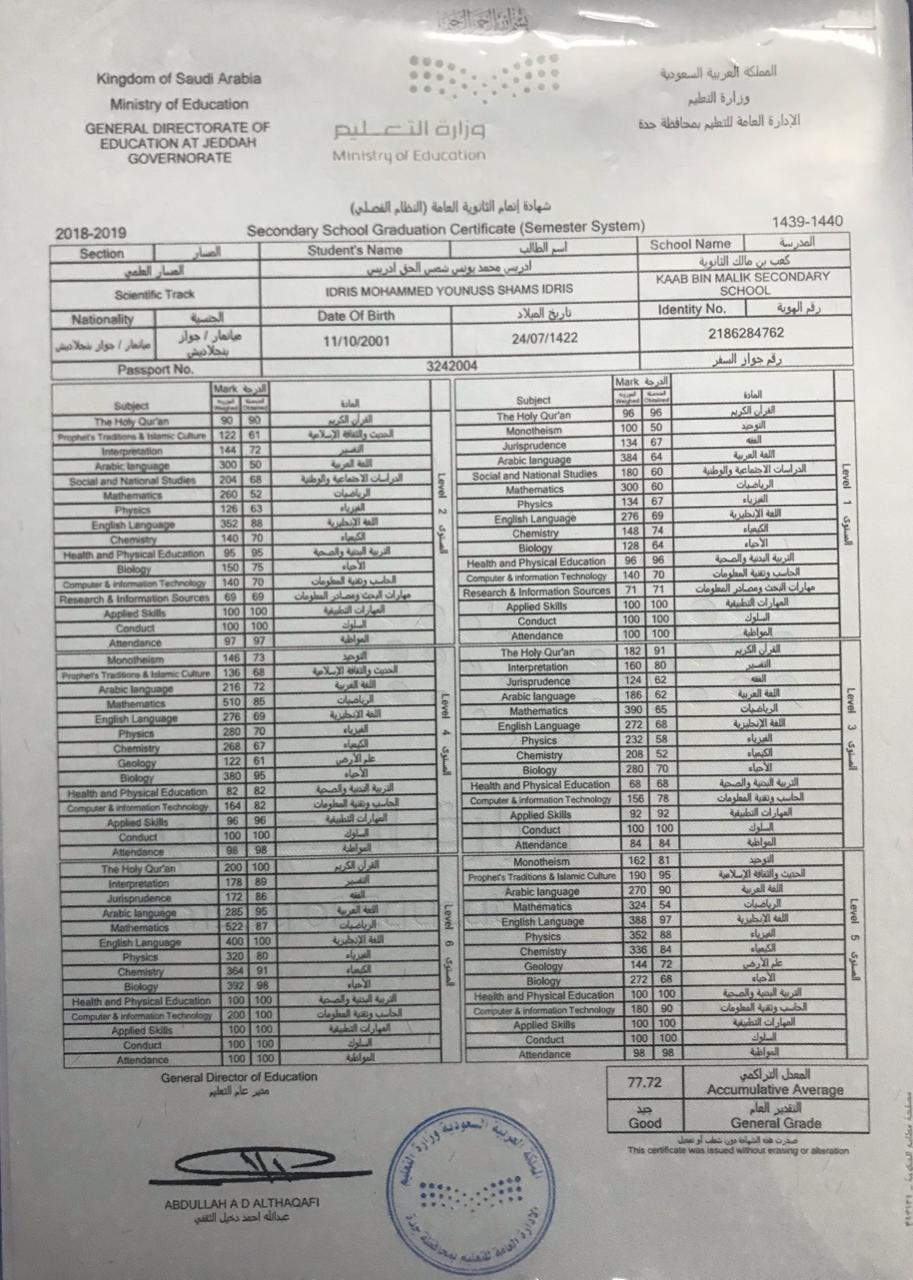 بسم الله الرحمن الرحيم
Kingdom of Saudi Arabia
Ministry of Education
GENERAL DIRECTORATE OF
EDUCATION AT JEDDAH
GOVERNORATE
وزارة التعليم
Ministry of Education
المملكة العربية السعودية
وزارة التعليم
الإدارة العامة للتعليم بمحافظة جدة
شهادة إتمام الثانوية العامة (النظام الفصلي)
2018-2019 Secondary School Graduation Certificate (Semester System) 1439-1440
Section المسار Student's Name اسم الطالب School Name المدرسة
المسار العلمي ادريس محمد يونس شمس الحق ادريس كعب بن مالك الثانوية
Scientific Track IDRIS MOHAMMED YOUNUSS SHAMS IDRIS KAAB BIN MALIK SECONDARY
SCHOOL
Nationality الجنسية Date Of Birth تاريخ الميلاد Identity No. رقم الهوية
ميانمار / جواز بنجلاديش ميانمار / جواز 11/10/2001 24/07/1422 2186284762
بنجلاديش
Passport No. 3242004 رقم جواز السفر
Subject Mark الدرجة المادة
Weighed Obtained
The Holy Qur'an 90 90 القرآن الكريم
Prophet's Traditions & Islamic Culture 122 61 الحديث والثقافة الإسلامية
Interpretation 144 72 التفسير
Arabic language 300 50 اللغة العربية
Social and National Studies 204 68 الدراسات الاجتماعية والوطنية
Mathematics 260 52 الرياضيات
Physics 126 63 الفيزياء
English Language 352 88 اللغة الإنجليزية
Chemistry 140 70 الكيمياء
Health and Physical Education 95 95 التربية البدنية والصحية
Biology 150 75 الأحياء
Computer & information Technology 140 70 الحاسب وتقنية المعلومات
Research & Information Sources 69 69 مهارات البحث ومصادر المعلومات
Applied Skills 100 100 المهارات التطبيقية
Conduct 100 100 السلوك
Attendance 97 97 المواظبة
Level 2 المستوى
Monotheism 146 73 التوحيد
Prophet's Traditions & Islamic Culture 136 68 الحديث والثقافة الإسلامية
Arabic language 216 72 اللغة العربية
Mathematics 510 85 الرياضيات
English Language 276 69 اللغة الإنجليزية
Physics 280 70 الفيزياء
Chemistry 268 67 الكيمياء
Geology 122 61 علم الأرض
Biology 380 95 الأحياء
Health and Physical Education 82 82 التربية البدنية والصحية
Computer & information Technology 164 82 الحاسب وتقنية المعلومات
Applied Skills 96 96 المهارات التطبيقية
Conduct 100 100 السلوك
Attendance 98 98 المواظبة
Level 4 المستوى
The Holy Qur'an 200 100 القرآن الكريم
Interpretation 178 89 التفسير
Jurisprudence 172 86 الفقه
Arabic language 285 95 اللغة العربية
Mathematics 522 87 الرياضيات
English Language 400 100 اللغة الإنجليزية
Physics 320 80 الفيزياء
Chemistry 364 91 الكيمياء
Biology 392 98 الأحياء
Health and Physical Education 100 100 التربية البدنية والصحية
Computer & information Technology 200 100 الحاسب وتقنية المعلومات
Applied Skills 100 100 المهارات التطبيقية
Conduct 100 100 السلوك
Attendance 100 100 المواظبة
Level 6 المستوى
Subject Mark الدرجة المادة
Weighed Obtained
The Holy Qur'an 96 96 القرآن الكريم
Monotheism 100 50 التوحيد
Jurisprudence 134 67 الفقه
Arabic language 384 64 اللغة العربية
Social and National Studies 180 60 الدراسات الاجتماعية والوطنية
Mathematics 300 60 الرياضيات
Physics 134 67 الفيزياء
English Language 276 69 اللغة الإنجليزية
Chemistry 148 74 الكيمياء
Biology 128 64 الأحياء
Health and Physical Education 96 96 التربية البدنية والصحية
Computer & information Technology 140 70 الحاسب وتقنية المعلومات
Research & Information Sources 71 71 مهارات البحث ومصادر المعلومات
Applied Skills 100 100 المهارات التطبيقية
Conduct 100 100 السلوك
Attendance 100 100 المواظبة
Level 1 المستوى
The Holy Qur'an 182 91 القرآن الكريم
Interpretation 160 80 التفسير
Jurisprudence 124 62 الفقه
Arabic language 186 62 اللغة العربية
Mathematics 390 65 الرياضيات
English Language 272 68 اللغة الإنجليزية
Physics 232 58 الفيزياء
Chemistry 208 52 الكيمياء
Biology 280 70 الأحياء
Health and Physical Education 68 68 التربية البدنية والصحية
Computer & information Technology 156 78 الحاسب وتقنية المعلومات
Applied Skills 92 92 المهارات التطبيقية
Conduct 100 100 السلوك
Attendance 84 84 المواظبة
Level 3 المستوى
Monotheism 162 81 التوحيد
Prophet's Traditions & Islamic Culture 190 95 الحديث والثقافة الإسلامية
Arabic language 270 90 اللغة العربية
Mathematics 324 54 الرياضيات
English Language 388 97 اللغة الإنجليزية
Physics 352 88 الفيزياء
Chemistry 336 84 الكيمياء
Geology 144 72 علم الأرض
Biology 272 68 الأحياء
Health and Physical Education 100 100 التربية البدنية والصحية
Computer & information Technology 180 90 الحاسب وتقنية المعلومات
Applied Skills 100 100 المهارات التطبيقية
Conduct 100 100 السلوك
Attendance 98 98 المواظبة
Level 5 المستوى
General Director of Education
مدير عام التعليم
77.72 المعدل التراكمي
Accumulative Average
جيد التقدير العام
Good General Grade
صدرت هذه الشهادة دون شطب أو تعديل
This certificate was issued without erasing or alteration
ABDULLAH A D ALTHAQAFI
عبدالله احمد دخيل الثقفي
المملكة العربية السعودية وزارة التعليم
الإدارة العامة للتعليم بمحافظة جدة